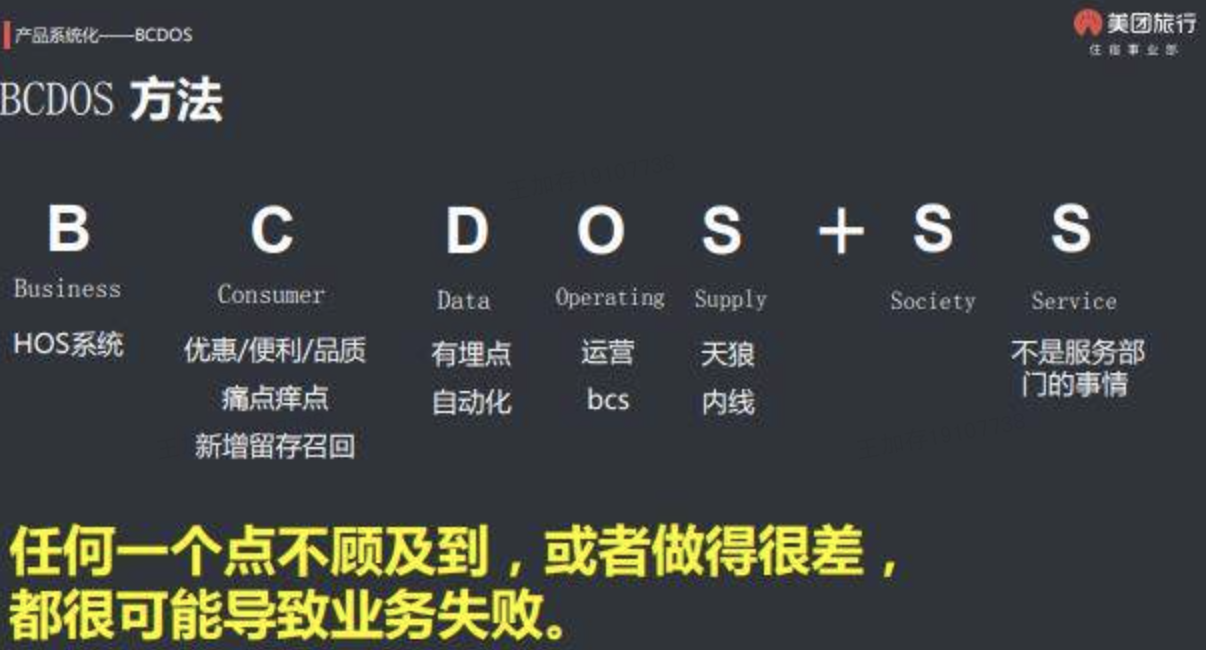 产品系统化——BCDOS
美团旅行
住宿事业部
BCDOS 方法
B C D O S + S S
Business Consumer Data Operating Supply Society Service
HOS系统 优惠/便利/品质 有埋点 运营 天狼 不是服务部
痛点痒点 自动化 bcs 内线 门的事情
新增留存召回
任何一个点不顾及到，或者做得很差，
都很可能导致业务失败。